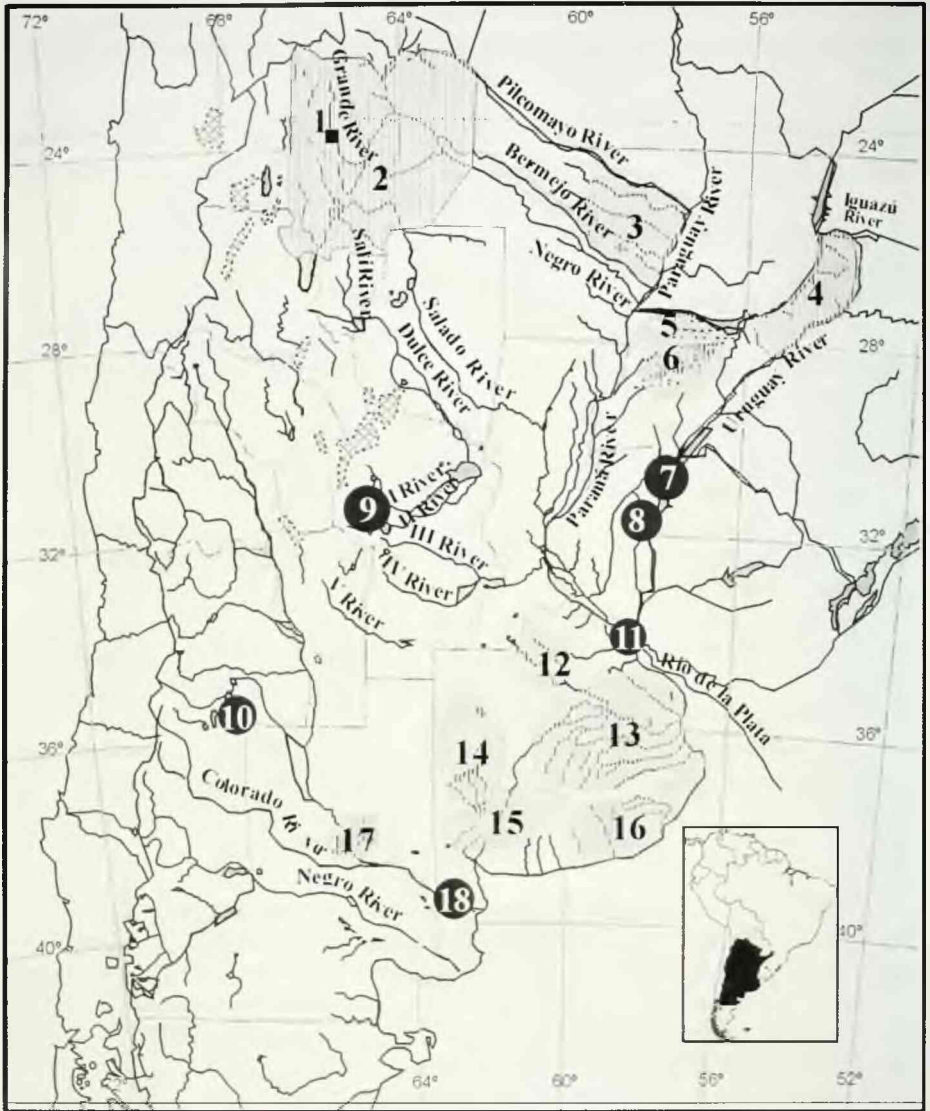 72°
68°
64°
60°
56°
Grande River
Pilcomayo River
1
24°
2
Bermejo River
24°
Iguazú
River
3
Paraguay River
Salí River
Negro River
4
Salado River
5
Dulce River
28°
6
28°
Uruguay River
Paraná River
7
I River
9
II River
8
III River
32°
32°
IV River
V River
11
12
Río de la Plata
10
13
36°
14
36°
Colorado River
15
16
17
Negro River
18
40°
40°
64°
60°
56°
52°